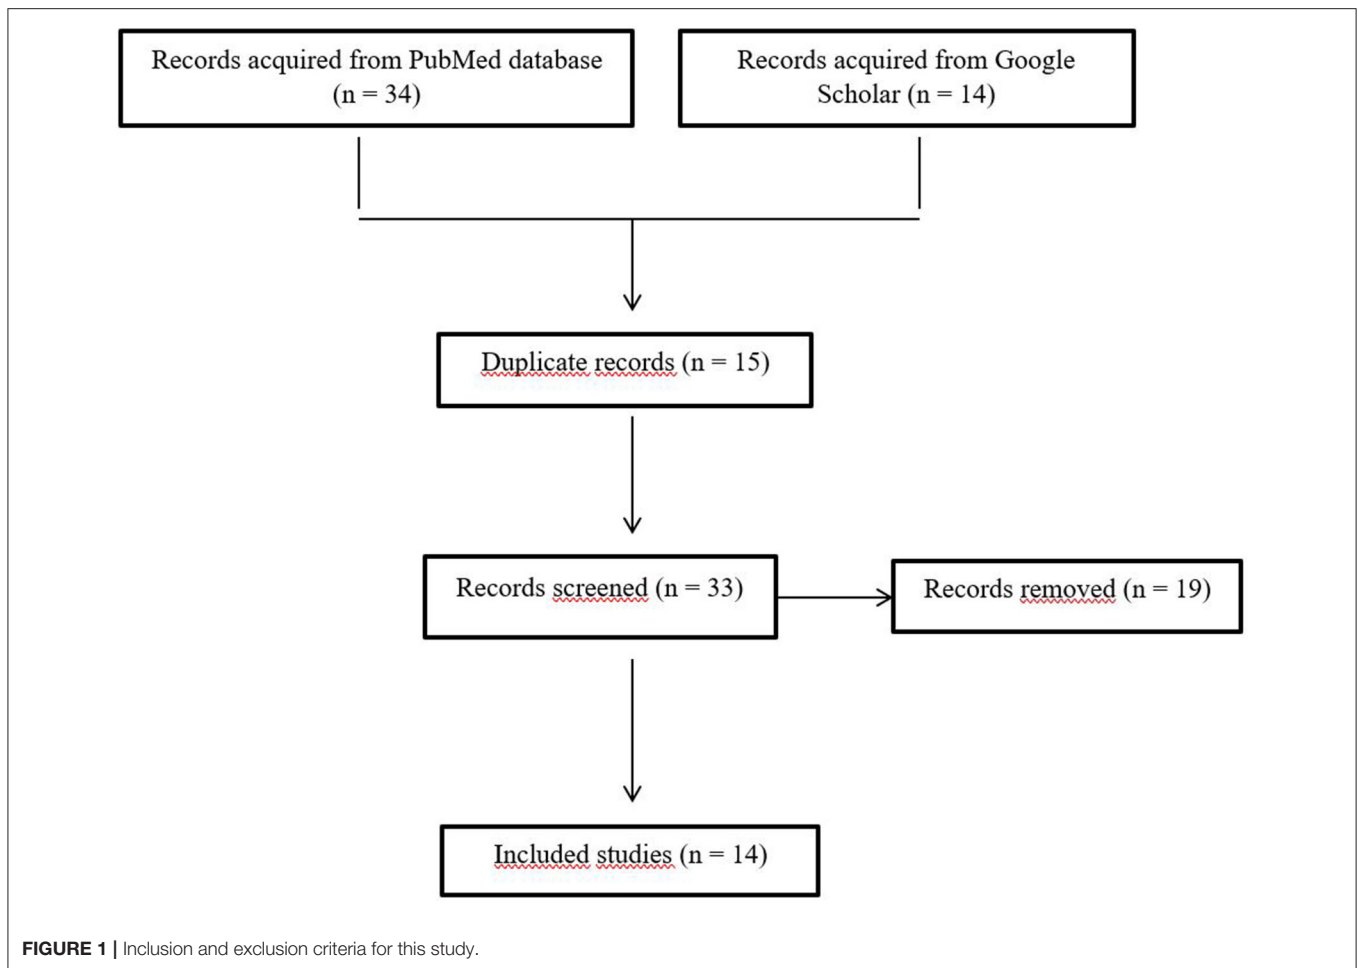 Records acquired from PubMed database
(n = 34)
Records acquired from Google
Scholar (n = 14)
Duplicate records (n = 15)
Records screened (n = 33)
Records removed (n = 19)
Included studies (n = 14)
FIGURE 1 | Inclusion and exclusion criteria for this study.